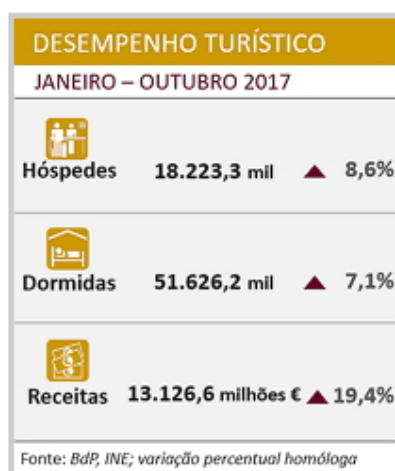 DESEMPENHO TURÍSTICO
JANEIRO – OUTUBRO 2017
Hóspedes 18.223,3 mil ▲ 8,6%
Dormidas 51.626,2 mil ▲ 7,1%
Receitas 13.126,6 milhões € ▲ 19,4%
Fonte: BdP, INE; variação percentual homóloga